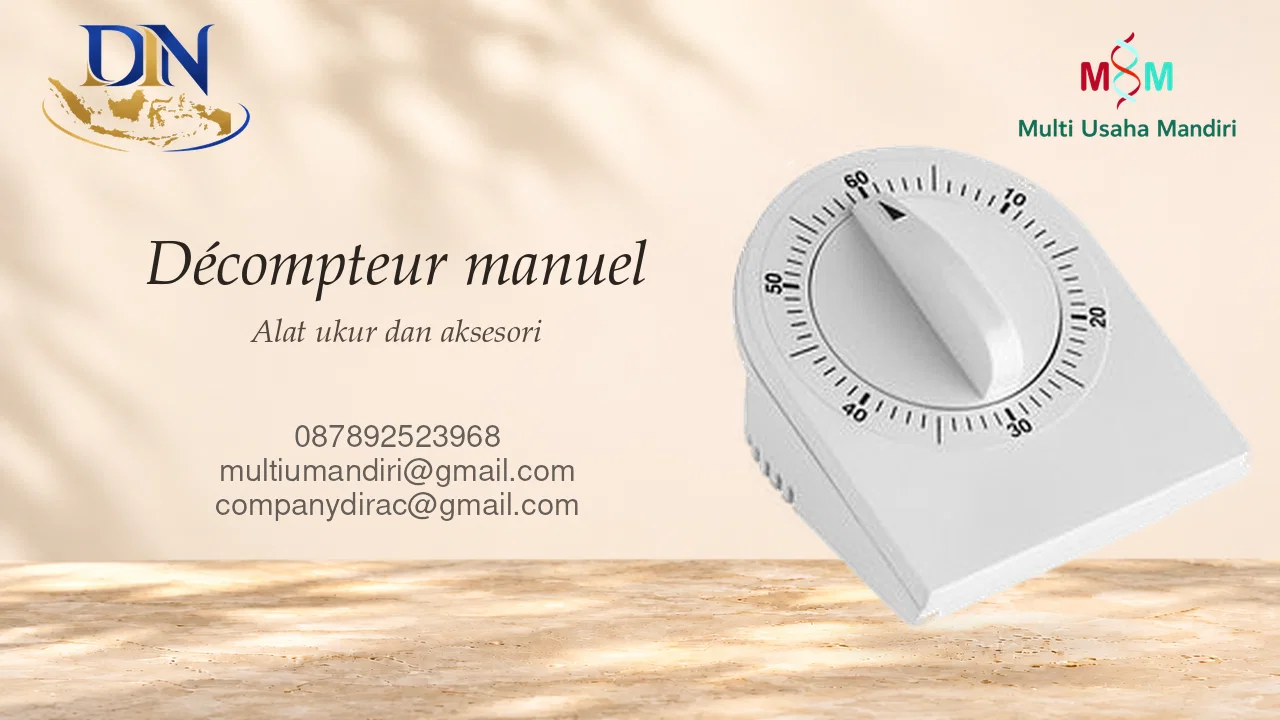 DIN
M M
Multi Usaha Mandiri
Décompteur manuel
Alat ukur dan aksesori
087892523968
multiumandiri@gmail.com
companydirac@gmail.com
60
10
50
20
40
30